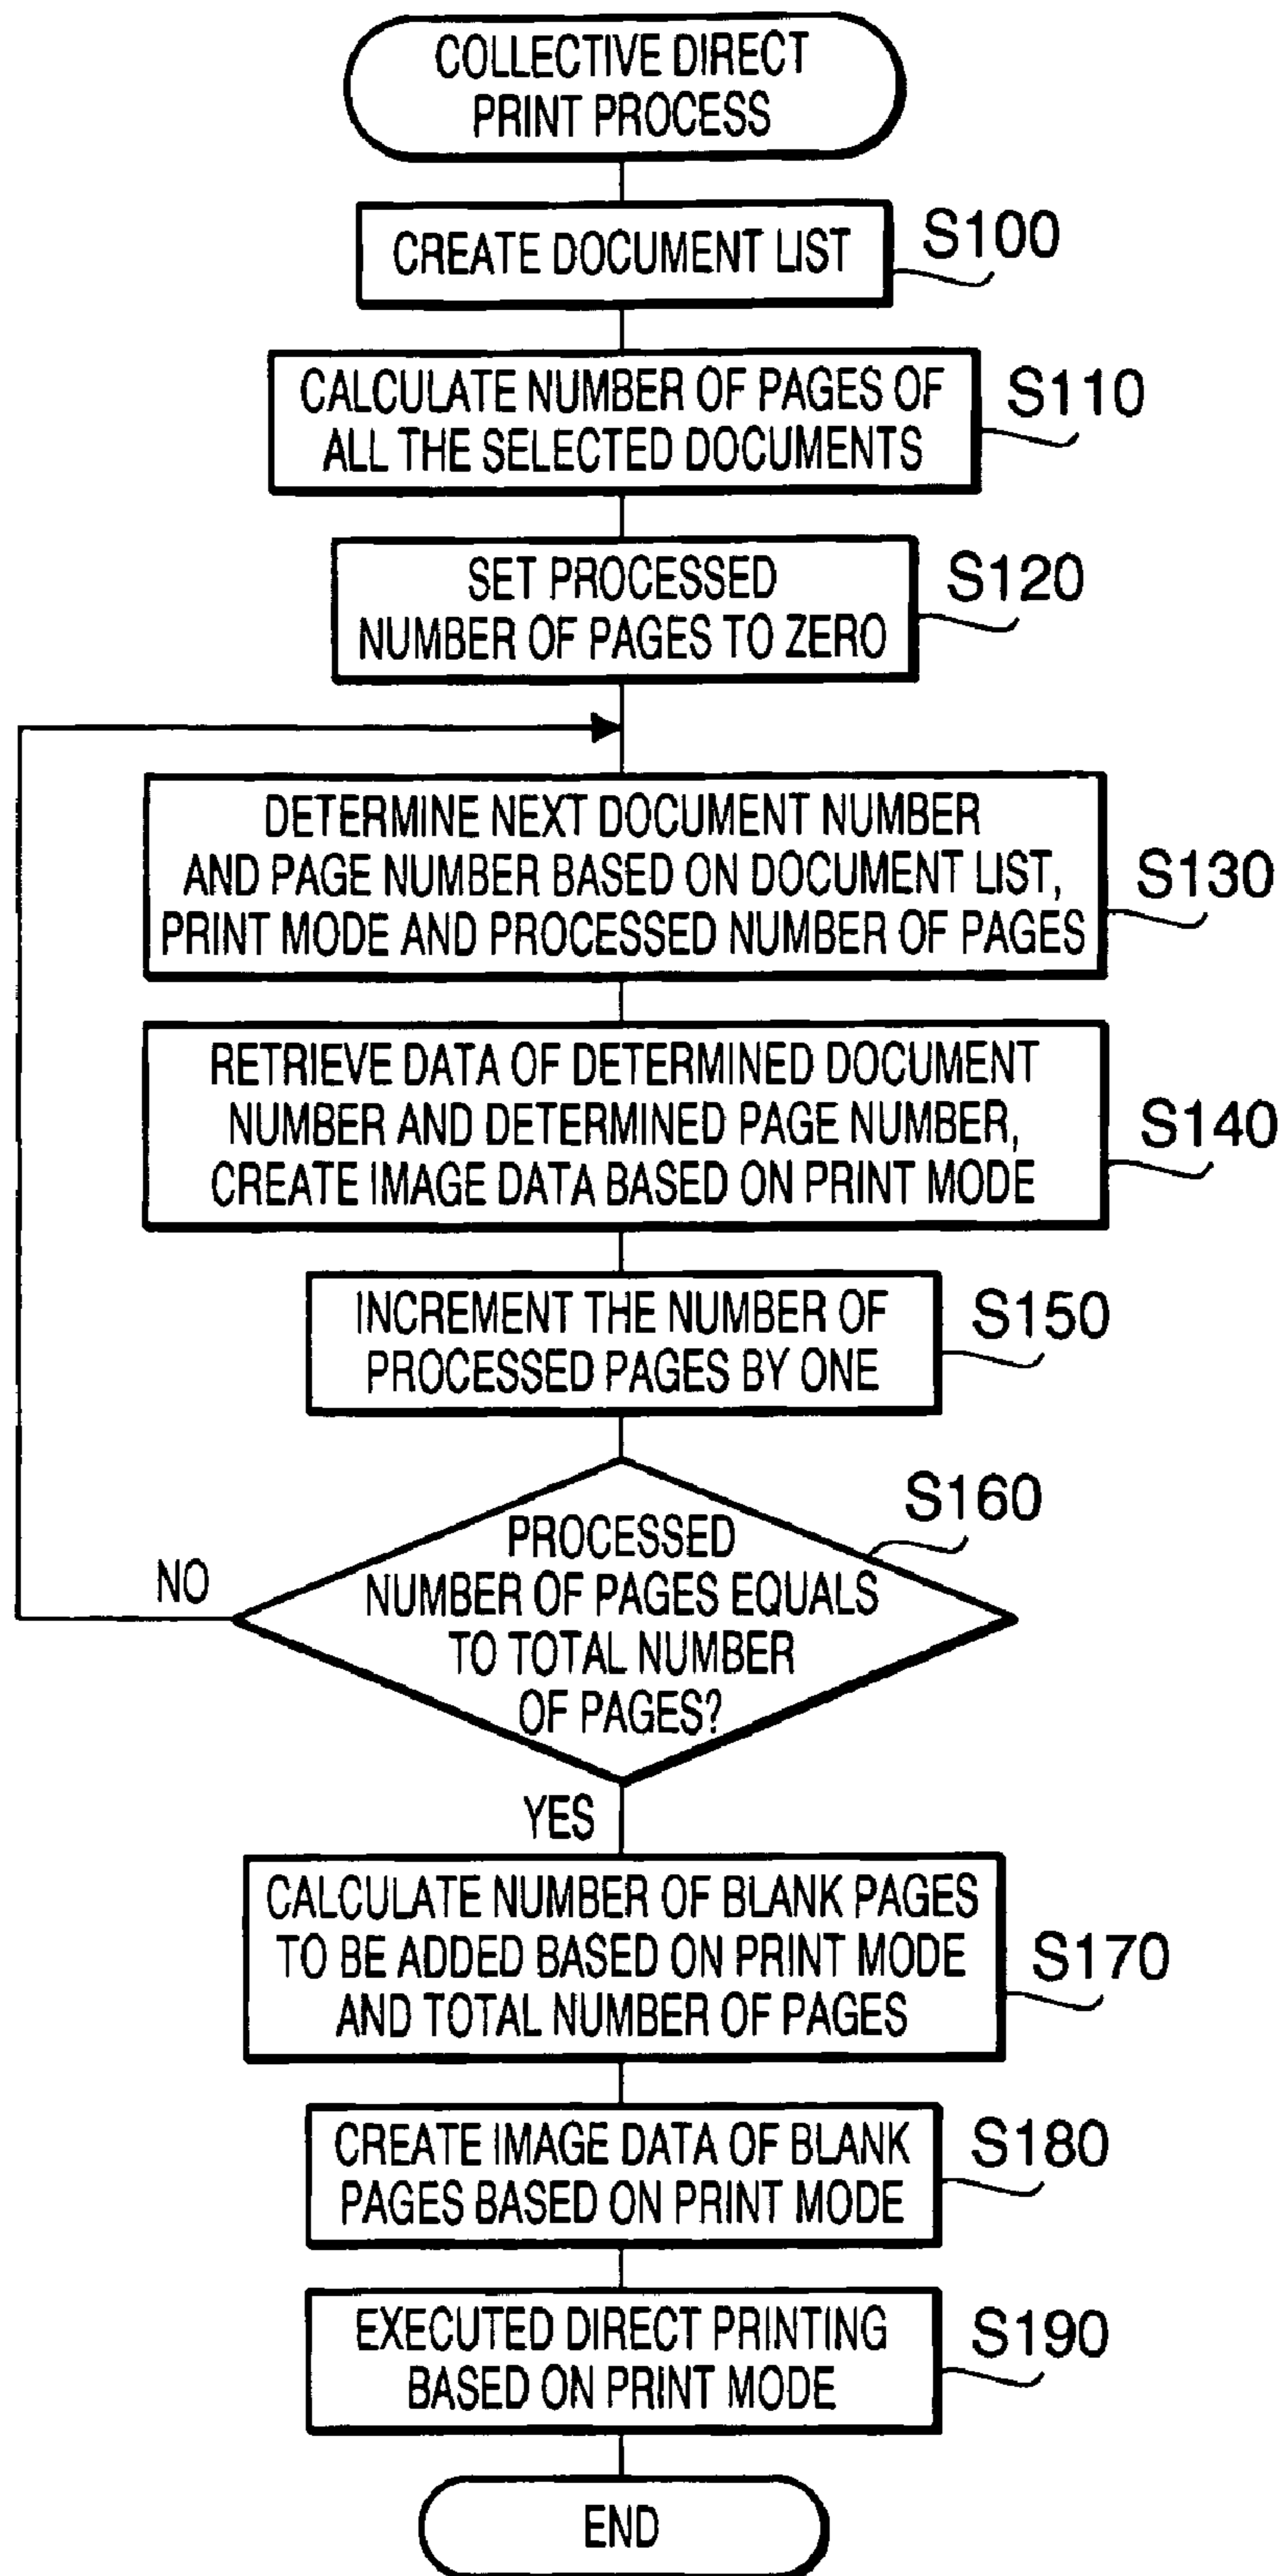 COLLECTIVE DIRECT
PRINT PROCESS
CREATE DOCUMENT LIST
S100
CALCULATE NUMBER OF PAGES OF
ALL THE SELECTED DOCUMENTS
S110
SET PROCESSED
NUMBER OF PAGES TO ZERO
S120
DETERMINE NEXT DOCUMENT NUMBER
AND PAGE NUMBER BASED ON DOCUMENT LIST,
PRINT MODE AND PROCESSED NUMBER OF PAGES
S130
RETRIEVE DATA OF DETERMINED DOCUMENT
NUMBER AND DETERMINED PAGE NUMBER,
CREATE IMAGE DATA BASED ON PRINT MODE
S140
INCREMENT THE NUMBER OF
PROCESSED PAGES BY ONE
S150
PROCESSED
NUMBER OF PAGES EQUALS
TO TOTAL NUMBER
OF PAGES?
S160
NO
YES
CALCULATE NUMBER OF BLANK PAGES
TO BE ADDED BASED ON PRINT MODE
AND TOTAL NUMBER OF PAGES
S170
CREATE IMAGE DATA OF BLANK
PAGES BASED ON PRINT MODE
S180
EXECUTED DIRECT PRINTING
BASED ON PRINT MODE
S190
END